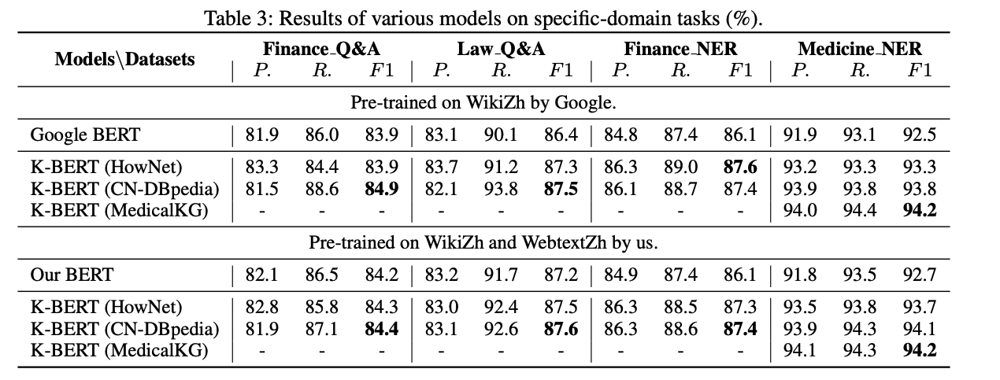 Table 3: Results of various models on specific-domain tasks (%).
Models\Datasets Finance_Q&A Law_Q&A Finance_NER Medicine_NER
P. R. F1 P. R. F1 P. R. F1 P. R. F1
Pre-trained on WikiZh by Google.
Google BERT 81.9 86.0 83.9 83.1 90.1 86.4 84.8 87.4 86.1 91.9 93.1 92.5
K-BERT (HowNet) 83.3 84.4 83.9 83.7 91.2 87.3 86.3 89.0 87.6 93.2 93.3 93.3
K-BERT (CN-DBpedia) 81.5 88.6 84.9 82.1 93.8 87.5 86.1 88.7 87.4 93.9 93.8 93.8
K-BERT (MedicalKG) - - - - - - - - - 94.0 94.4 94.2
Pre-trained on WikiZh and WebtextZh by us.
Our BERT 82.1 86.5 84.2 83.2 91.7 87.2 84.9 87.4 86.1 91.8 93.5 92.7
K-BERT (HowNet) 82.8 85.8 84.3 83.0 92.4 87.5 86.3 88.5 87.3 93.5 93.8 93.7
K-BERT (CN-DBpedia) 81.9 87.1 84.4 83.1 92.6 87.6 86.3 88.6 87.4 93.9 94.3 94.1
K-BERT (MedicalKG) - - - - - - - - - 94.1 94.3 94.2